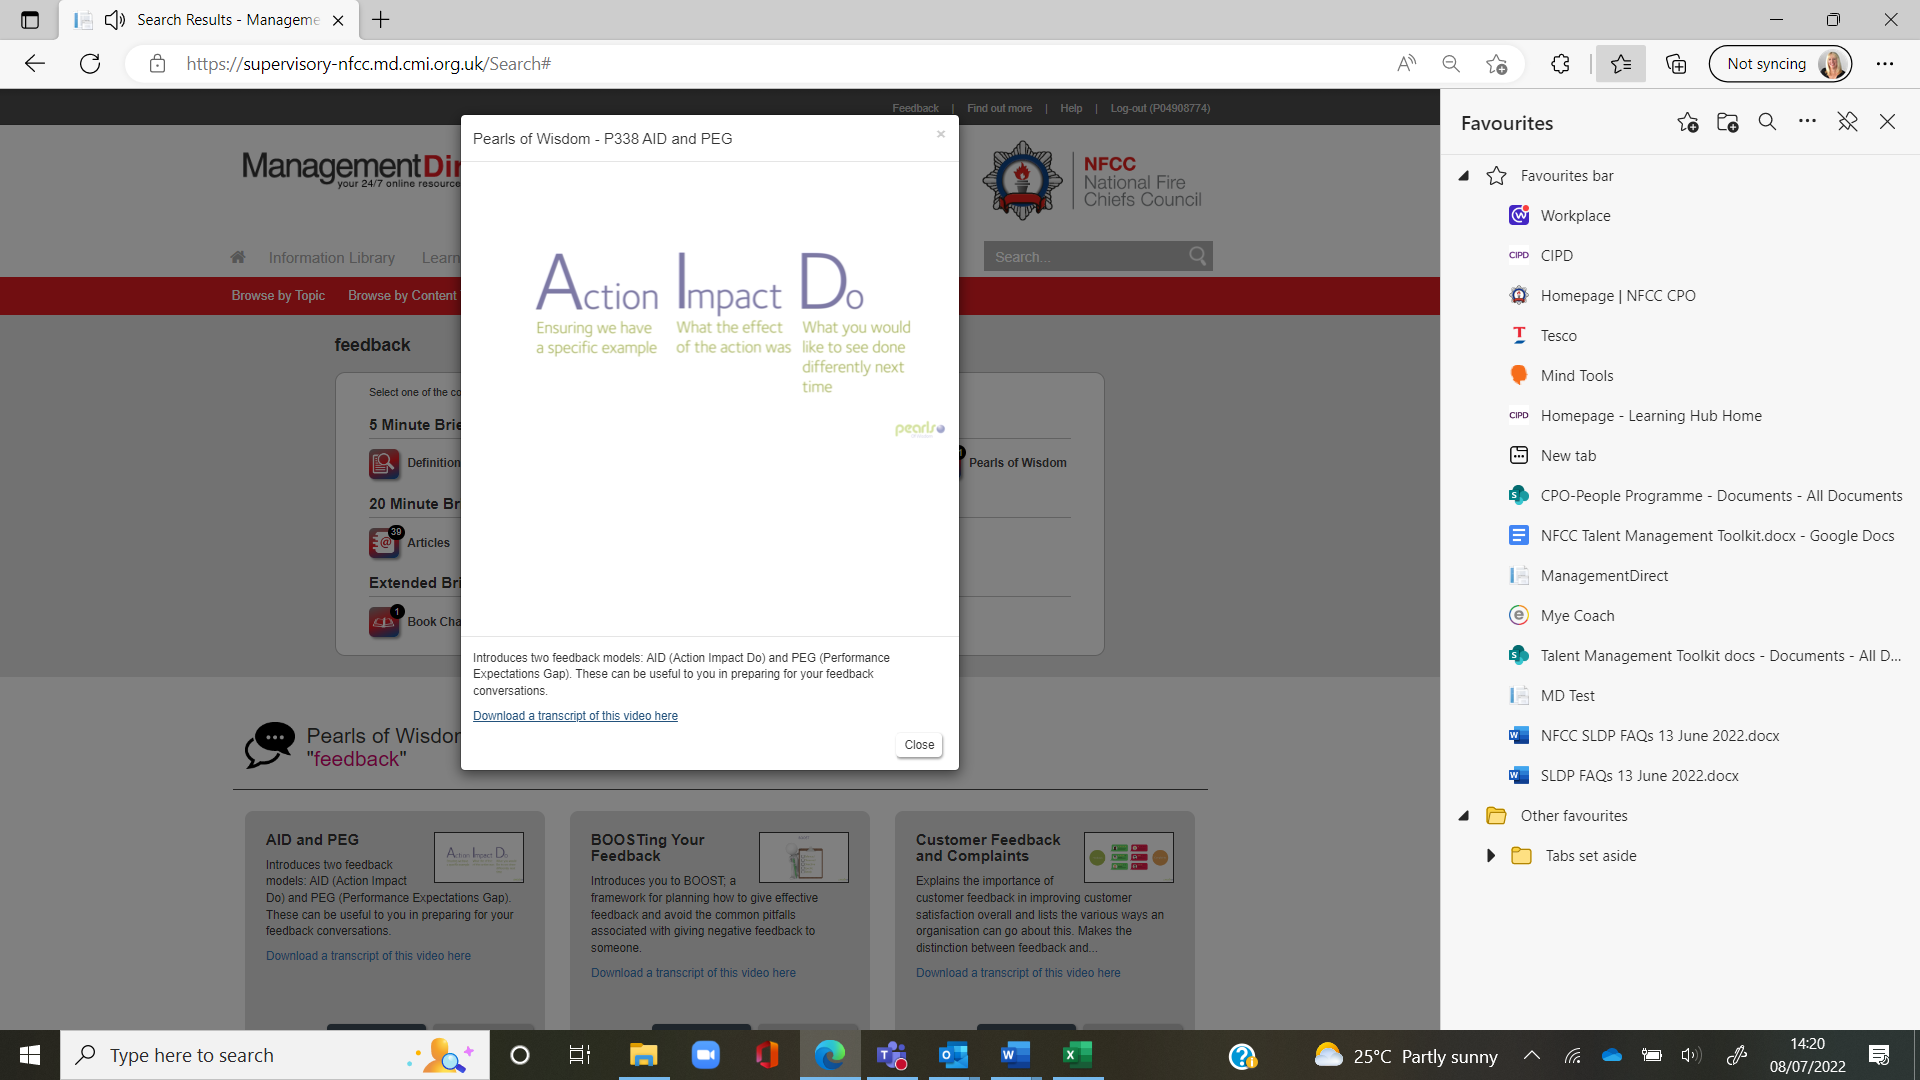 Search Results - Manageme
https://supervisory-nfcc.md.cmi.org.uk/Search#
Not syncing
Feedback | Find out more | Help | Log-out (P04908774)
ManagementDir
your 24/7 online resource
NFCC
National Fire
Chiefs Council
Information Library
Learn
Search...
Browse by Topic
Browse by Content
feedback
Select one of the co
5 Minute Brie
Definition
Pearls of Wisdom
20 Minute Br
39
Articles
Extended Bri
1
Book Cha
Pearls of Wisdom - P338 AID and PEG
×
Action Impact Do
Ensuring we have
a specific example
What the effect
of the action was
What you would
like to see done
differently next
time
pearls
Introduces two feedback models: AID (Action Impact Do) and PEG (Performance
Expectations Gap). These can be useful to you in preparing for your feedback
conversations.
Download a transcript of this video here
Close
Pearls of Wisdor
"feedback"
AID and PEG
Introduces two feedback
models: AID (Action Impact
Do) and PEG (Performance Expectations Gap).
These can be useful to you in preparing for your
feedback conversations.
Download a transcript of this video here
Action Impact Do
BOOSTing Your
Feedback
Introduces you to BOOST; a
framework for planning how to give effective
feedback and avoid the common pitfalls
associated with giving negative feedback to
someone.
Download a transcript of this video here
Customer Feedback
and Complaints
Explains the importance of
customer feedback in improving customer
satisfaction overall and lists the various ways an
organisation can go about this. Makes the
distinction between feedback and...
Download a transcript of this video here
Favourites
Favourites bar
Workplace
CIPD CIPD
Homepage | NFCC CPO
Tesco
Mind Tools
CIPD Homepage - Learning Hub Home
New tab
CPO-People Programme - Documents - All Documents
NFCC Talent Management Toolkit.docx - Google Docs
ManagementDirect
Mye Coach
Talent Management Toolkit docs - Documents - All D...
MD Test
NFCC SLDP FAQs 13 June 2022.docx
SLDP FAQs 13 June 2022.docx
Other favourites
Tabs set aside
Type here to search
25°C Partly sunny
14:20
08/07/2022